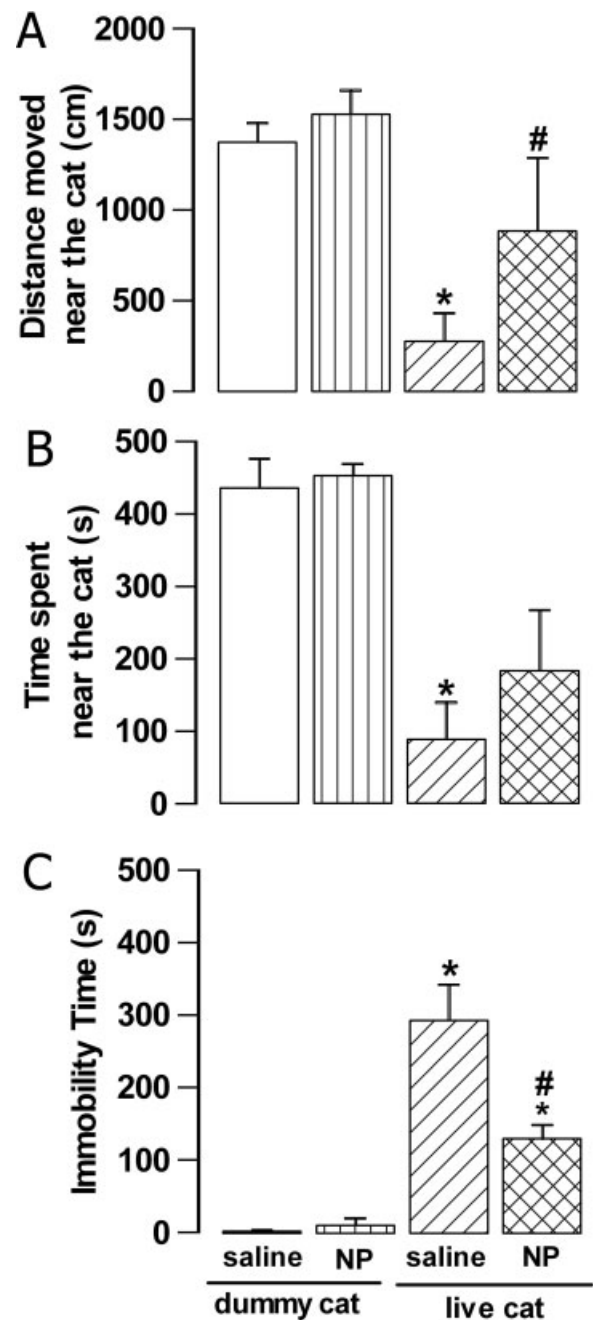 A
Distance moved
near the cat (cm)
2000
1500
1000
500
0
*
#
B
Time spent
near the cat (s)
500
400
300
200
100
0
*
C
Immobility Time (s)
500
400
300
200
100
0
*
#
*
saline NP saline NP
dummy cat live cat